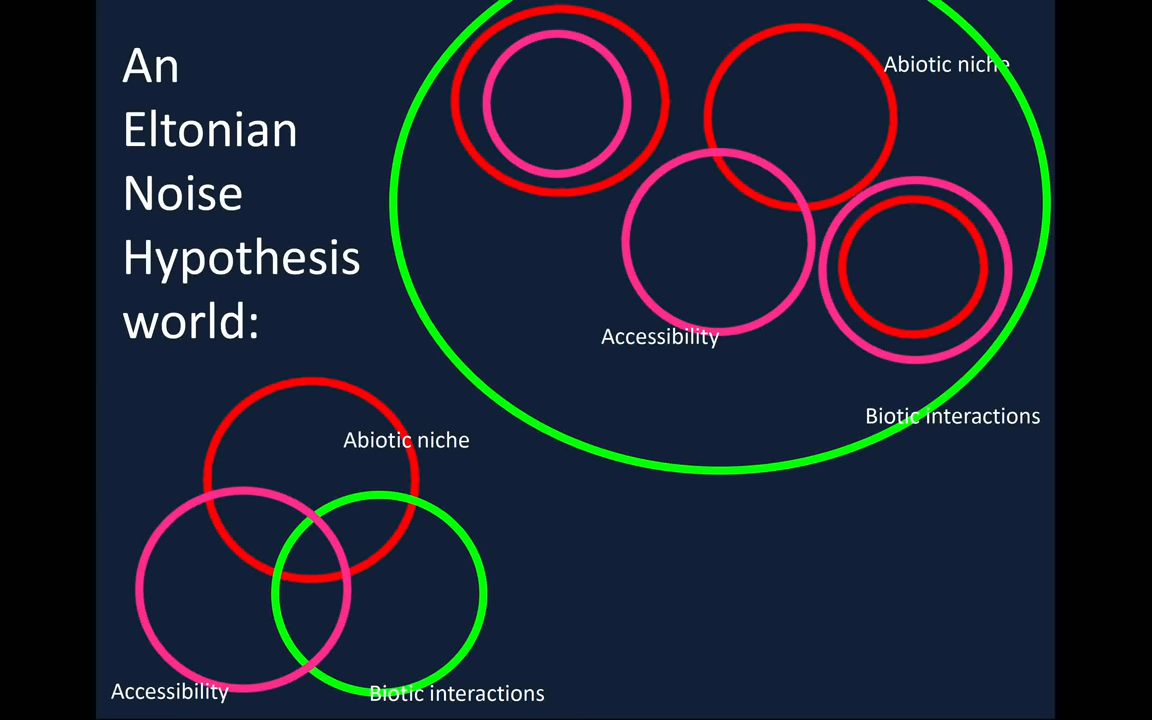 An
Eltonian
Noise
Hypothesis
world:
Abiotic niche
Accessibility
Biotic interactions
Abiotic niche
Accessibility
Biotic interactions